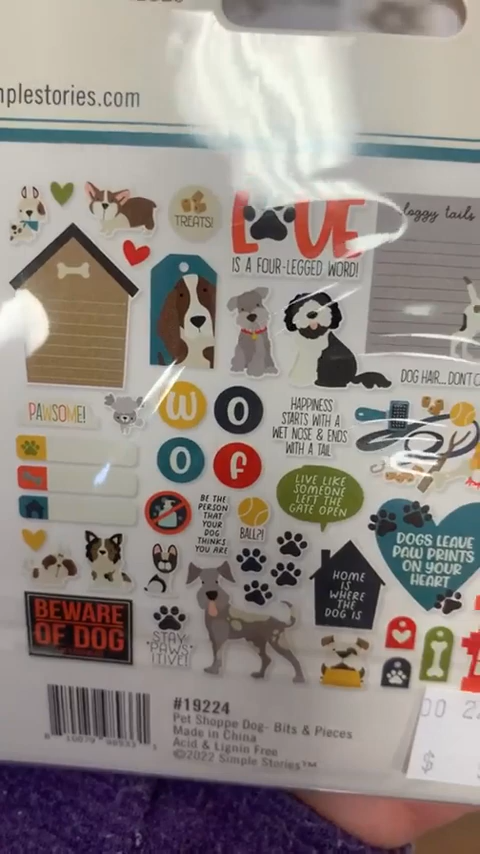 mplestories.com
TREATS!
LOVE
IS A FOUR-LEGGED WORD!
doggy tails
DOG HAIR... DON'T C
PAWSOME!
W O
O F
HAPPINESS
STARTS WITH A
WET NOSE & ENDS
WITH A TAIL
BE THE
PERSON
THAT
YOUR
DOG
THINKS
YOU ARE
BALL?!
LIVE LIKE
SOMEONE
LEFT THE
GATE OPEN
DOGS LEAVE
PAW PRINTS
ON YOUR
HEART
HOME
IS
WHERE
THE
DOG IS
BEWARE
OF DOG
STAY
PAWS
ITIVE!
#19224
Pet Shoppe Dog- Bits & Pieces
Made in China
Acid & Lignin Free
©2022 Simple Stories™
00 2
$